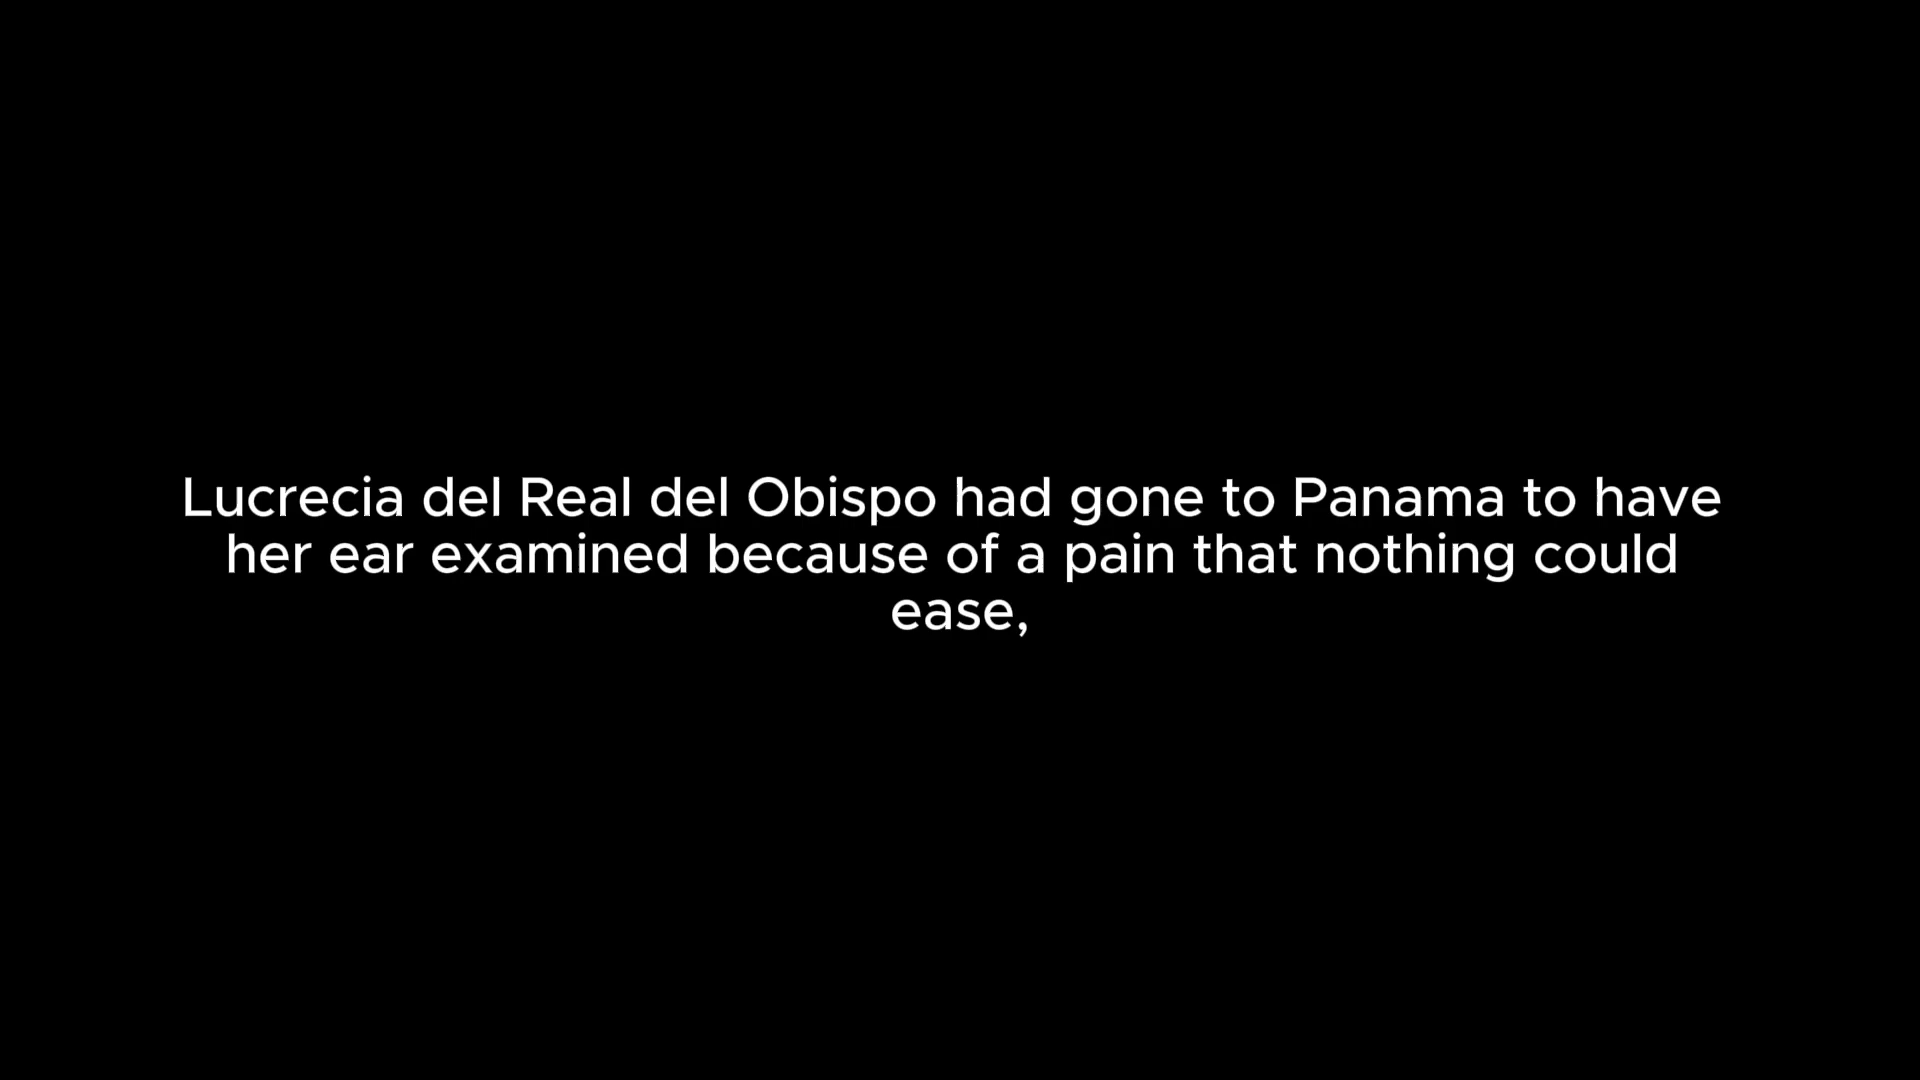 Lucrecia del Real del Obispo had gone to Panama to have
her ear examined because of a pain that nothing could
ease,